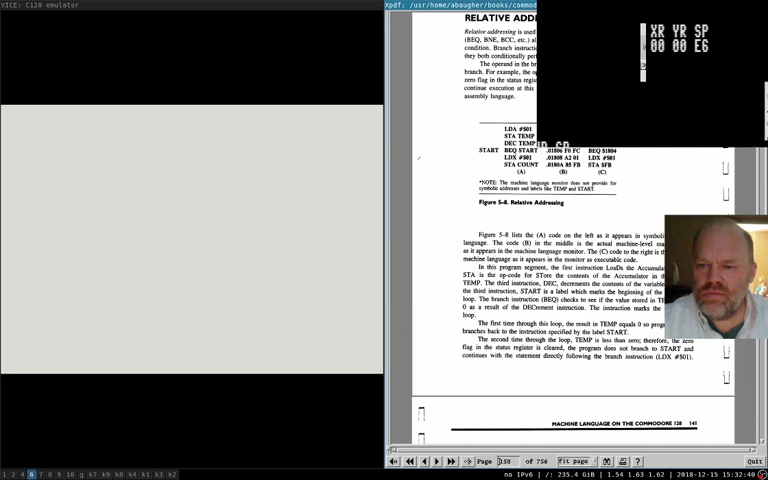 VICE: C128 emulator
Xpdf: /usr/home/abaugher/books/commod
RELATIVE ADD
Relative addressing is used
(BEQ, BNE, BCC, etc.) al
condition. Branch instructi
they both conditionally perf
The operand in the br
branch. For example, the op
zero flag in the status register
continue execution at this
assembly language.
XR YR SP
00 00 E6
LDA #$01
STA TEMP
DEC TEMP
START BEQ START .01806 F0 FC BEQ $1804
LDX #$01 .01808 A2 01 LDX #$01
STA COUNT .0180A 85 FB STA $FB
(A) (B) (C)
*NOTE: The machine language monitor does not provide for
symbolic addresses and labels like TEMP and START.
Figure 5-8. Relative Addressing
Figure 5-8 lists the (A) code on the left as it appears in symboli
language. The code (B) in the middle is the actual machine-level ma
as it appears in the machine language monitor. The (C) code to the right is th
machine language as it appears in the monitor as executable code.
In this program segment, the first instruction LoaDs the Accumula
STA is the op-code for STore the contents of the Accumulator in th
TEMP. The third instruction, DEC, decrements the contents of the variable
the third instruction, START is a label which marks the beginning of the
loop. The branch instruction (BEQ) checks to see if the value stored in TE
0 as a result of the DECrement instruction. The instruction marks the
loop.
The first time through this loop, the result in TEMP equals 0 so progr
branches back to the instruction specified by the label START.
The second time through the loop, TEMP is less than zero; therefore, the zero
flag in the status register is cleared, the program does not branch to START and
continues with the statement directly following the branch instruction (LDX #$01).
MACHINE LANGUAGE ON THE COMMODORE 128 141
Page 150 of 756 fit page Quit
1 2 4 6 7 8 9 10 g k7 k9 k0 k4 k1 k3 k2
no IPv6 | /: 235.4 GiB | 1.54 1.63 1.62 | 2018-12-15 15:32:40